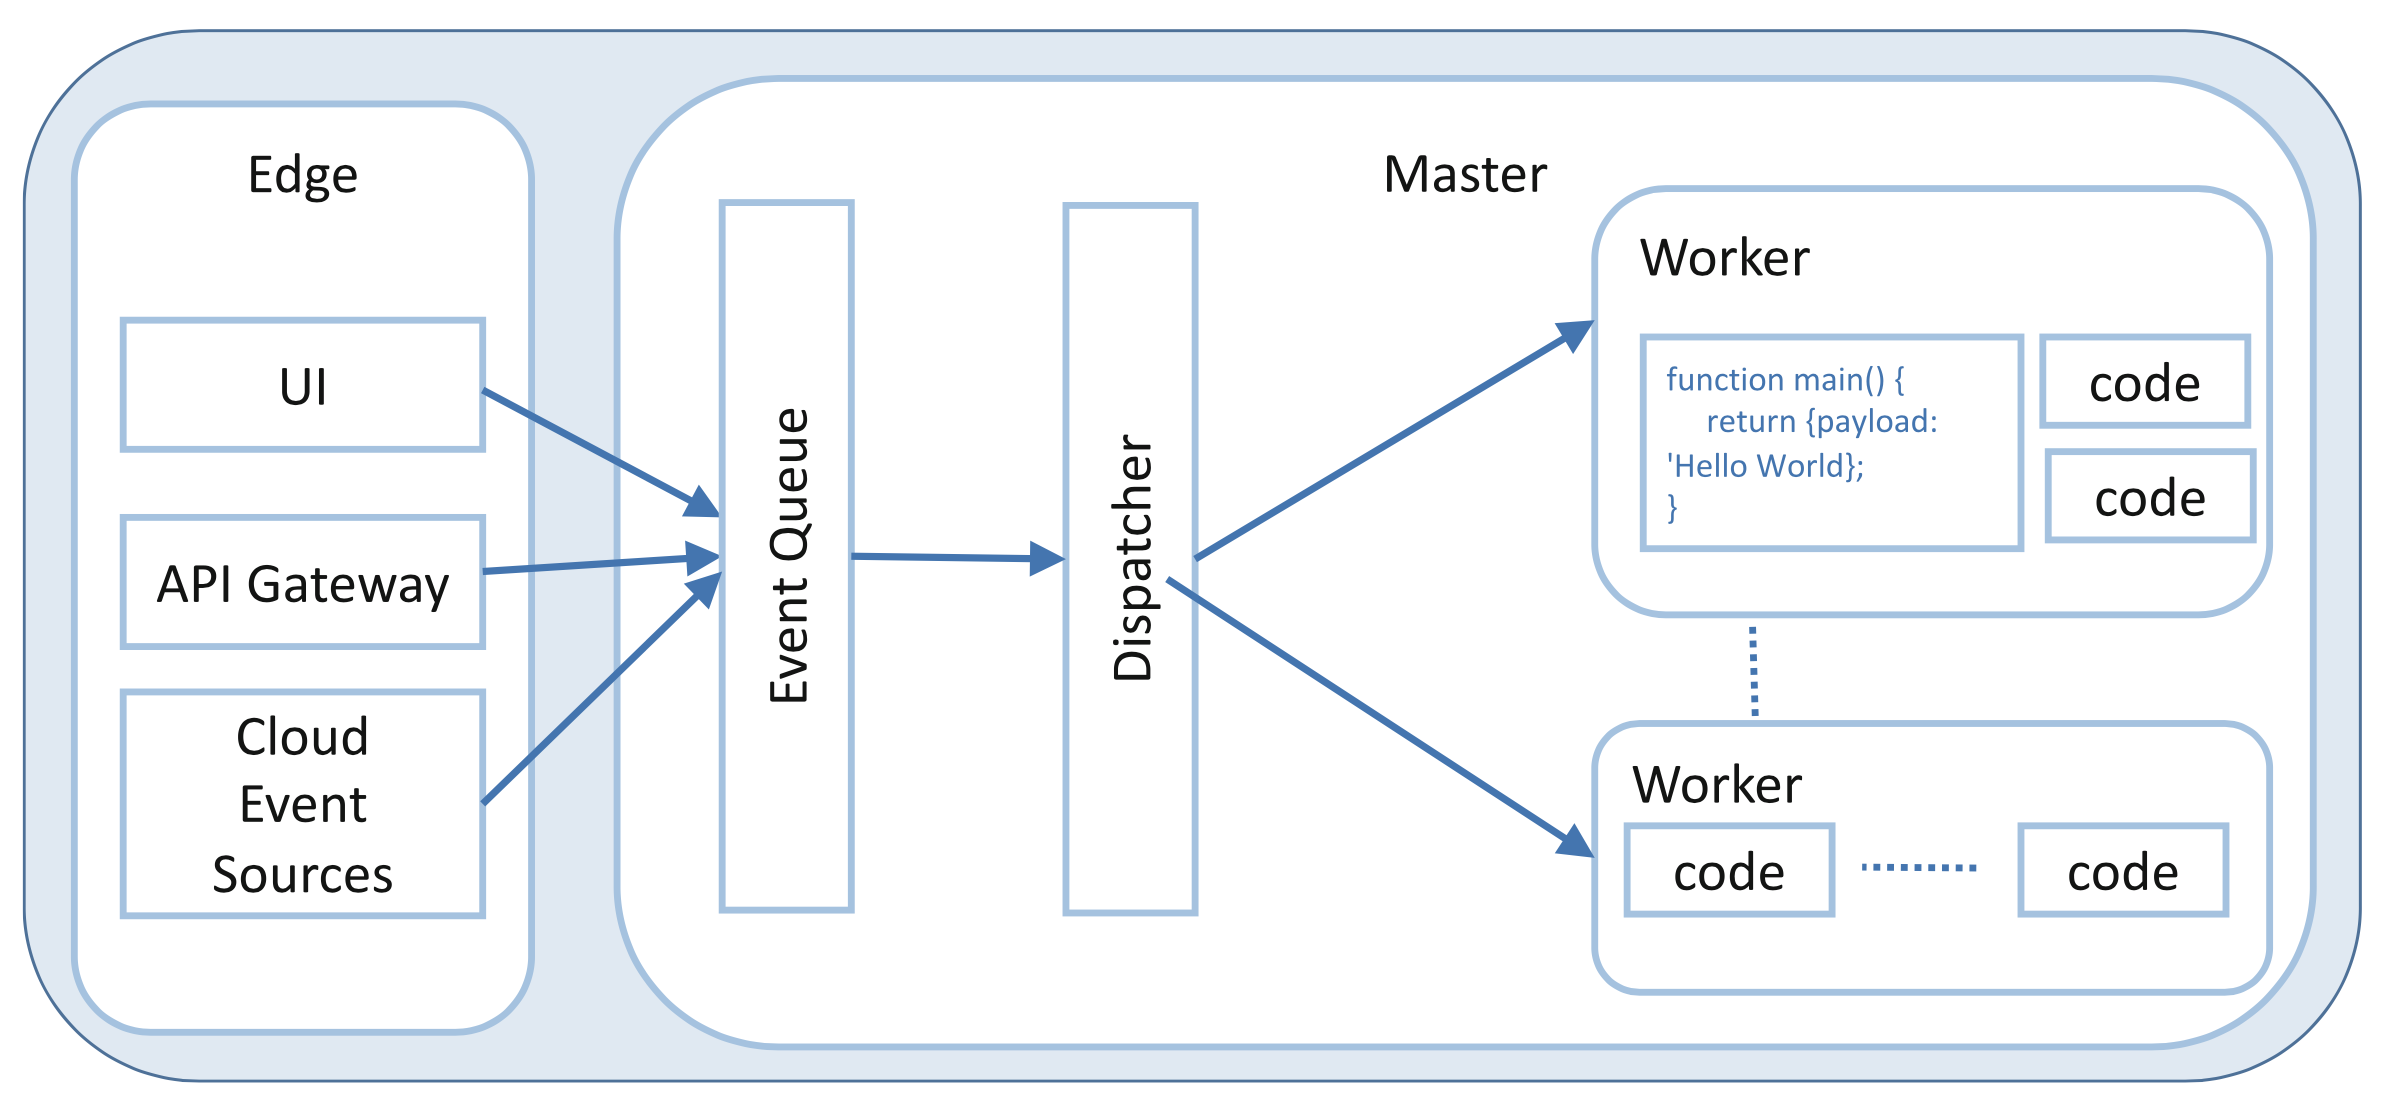 Edge
UI
API Gateway
Cloud
Event
Sources
Master
Event Queue
Dispatcher
Worker
function main() {
return {payload:
'Hello World};
}
code
code
Worker
code
code